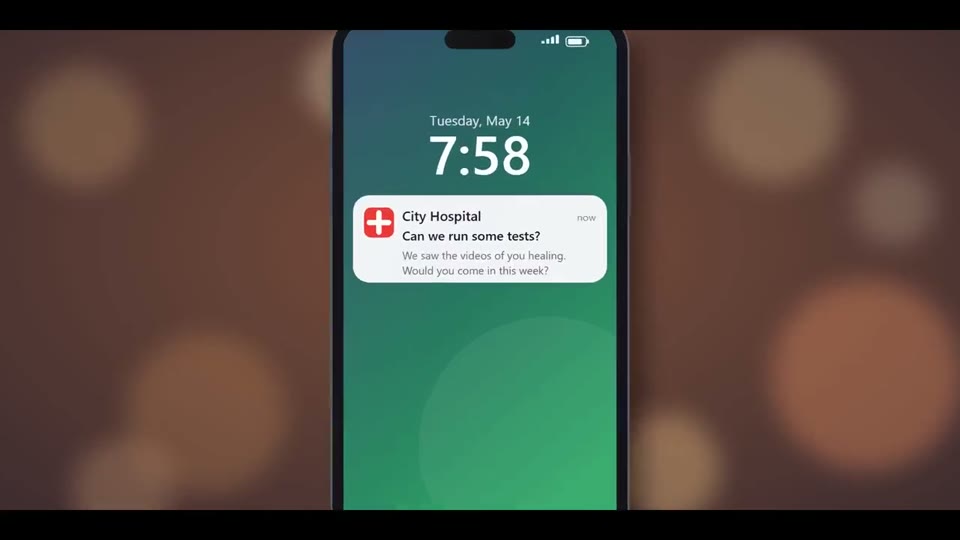 Tuesday, May 14
7:58
City Hospital
now
Can we run some tests?
We saw the videos of you healing.
Would you come in this week?